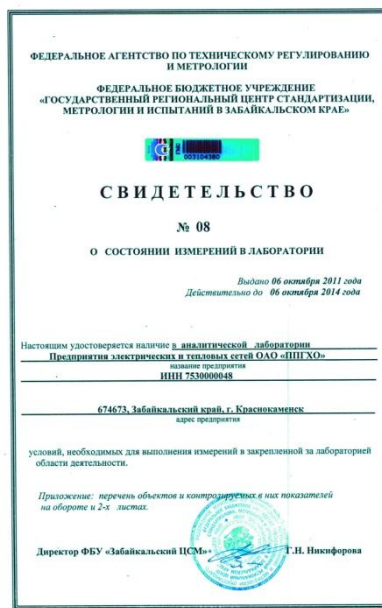 ФЕДЕРАЛЬНОЕ АГЕНТСТВО ПО ТЕХНИЧЕСКОМУ РЕГУЛИРОВАНИЮ
И МЕТРОЛОГИИ
ФЕДЕРАЛЬНОЕ БЮДЖЕТНОЕ УЧРЕЖДЕНИЕ
«ГОСУДАРСТВЕННЫЙ РЕГИОНАЛЬНЫЙ ЦЕНТР СТАНДАРТИЗАЦИИ,
МЕТРОЛОГИИ И ИСПЫТАНИЙ В ЗАБАЙКАЛЬСКОМ КРАЕ»
003104380
СВИДЕТЕЛЬСТВО
№ 08
О СОСТОЯНИИ ИЗМЕРЕНИЙ В ЛАБОРАТОРИИ
Выдано 06 октября 2011 года
Действительно до 06 октября 2014 года
Настоящим удостоверяется наличие в аналитической лаборатории
Предприятия электрических и тепловых сетей ОАО «ППГХО»
название предприятия
ИНН 7530000048
674673, Забайкальский край, г. Краснокаменск
адрес предприятия
условий, необходимых для выполнения измерений в закрепленной за лабораторией
области деятельности.
Приложение: перечень объектов и контролируемых в них показателей
на обороте и 2-х листах.
Директор ФБУ «Забайкальский ЦСМ» Г.Н. Никифорова